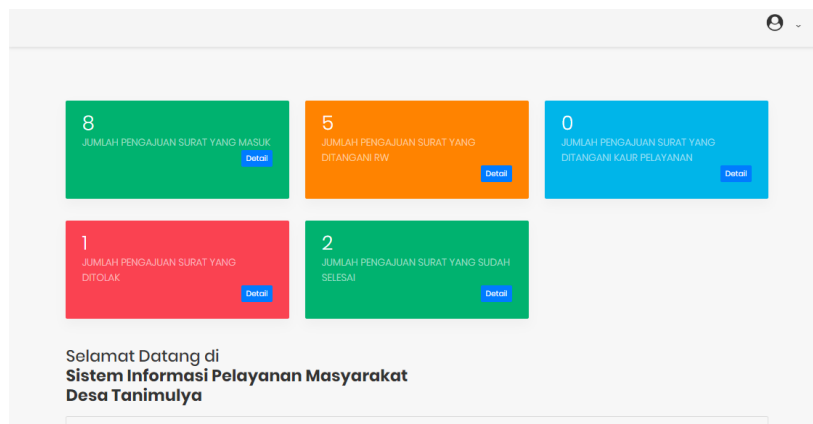 8
JUMLAH PENGAJUAN SURAT YANG MASUK
Detail
5
JUMLAH PENGAJUAN SURAT YANG
DITANGANI RW
Detail
0
JUMLAH PENGAJUAN SURAT YANG
DITANGANI KAUR PELAYANAN
Detail
1
JUMLAH PENGAJUAN SURAT YANG
DITOLAK
Detail
2
JUMLAH PENGAJUAN SURAT YANG SUDAH
SELESAI
Detail
Selamat Datang di
Sistem Informasi Pelayanan Masyarakat
Desa Tanimulya